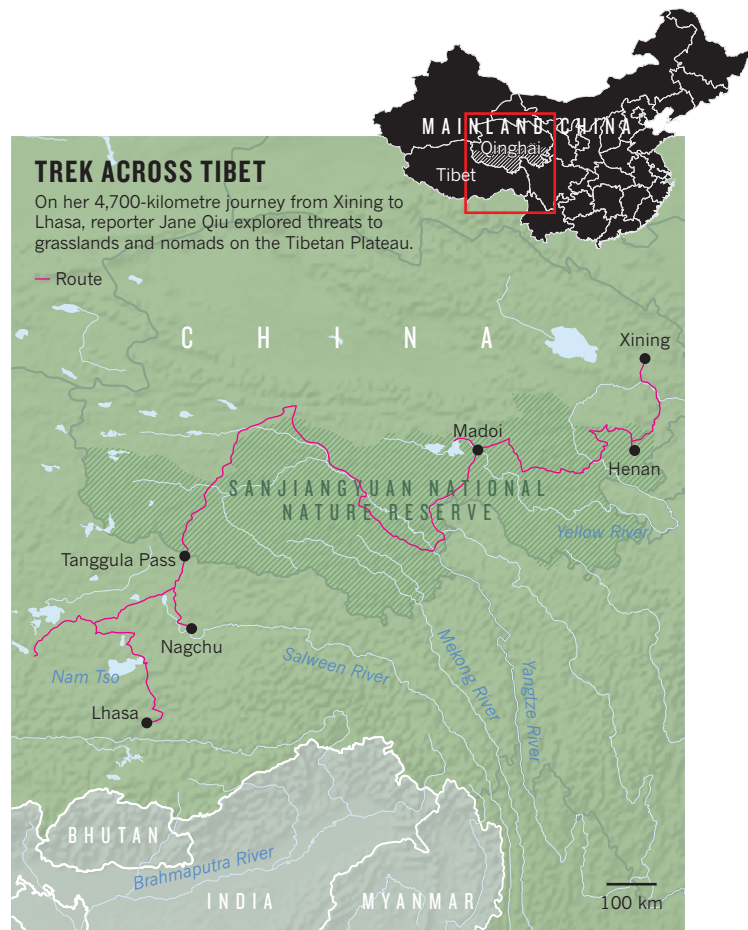 MAINLAND CHINA
Qinghai
Tibet
TREK ACROSS TIBET
On her 4,700-kilometre journey from Xining to
Lhasa, reporter Jane Qiu explored threats to
grasslands and nomads on the Tibetan Plateau.
Route
CHINA
Xining
Madoi
Henan
SANJIANGYUAN NATIONAL
NATURE RESERVE
Yellow River
Tanggula Pass
Nagchu
Salween River
Mekong River
Yangtze River
Nam Tso
Lhasa
BHUTAN
Brahmaputra River
INDIA
MYANMAR
100 km